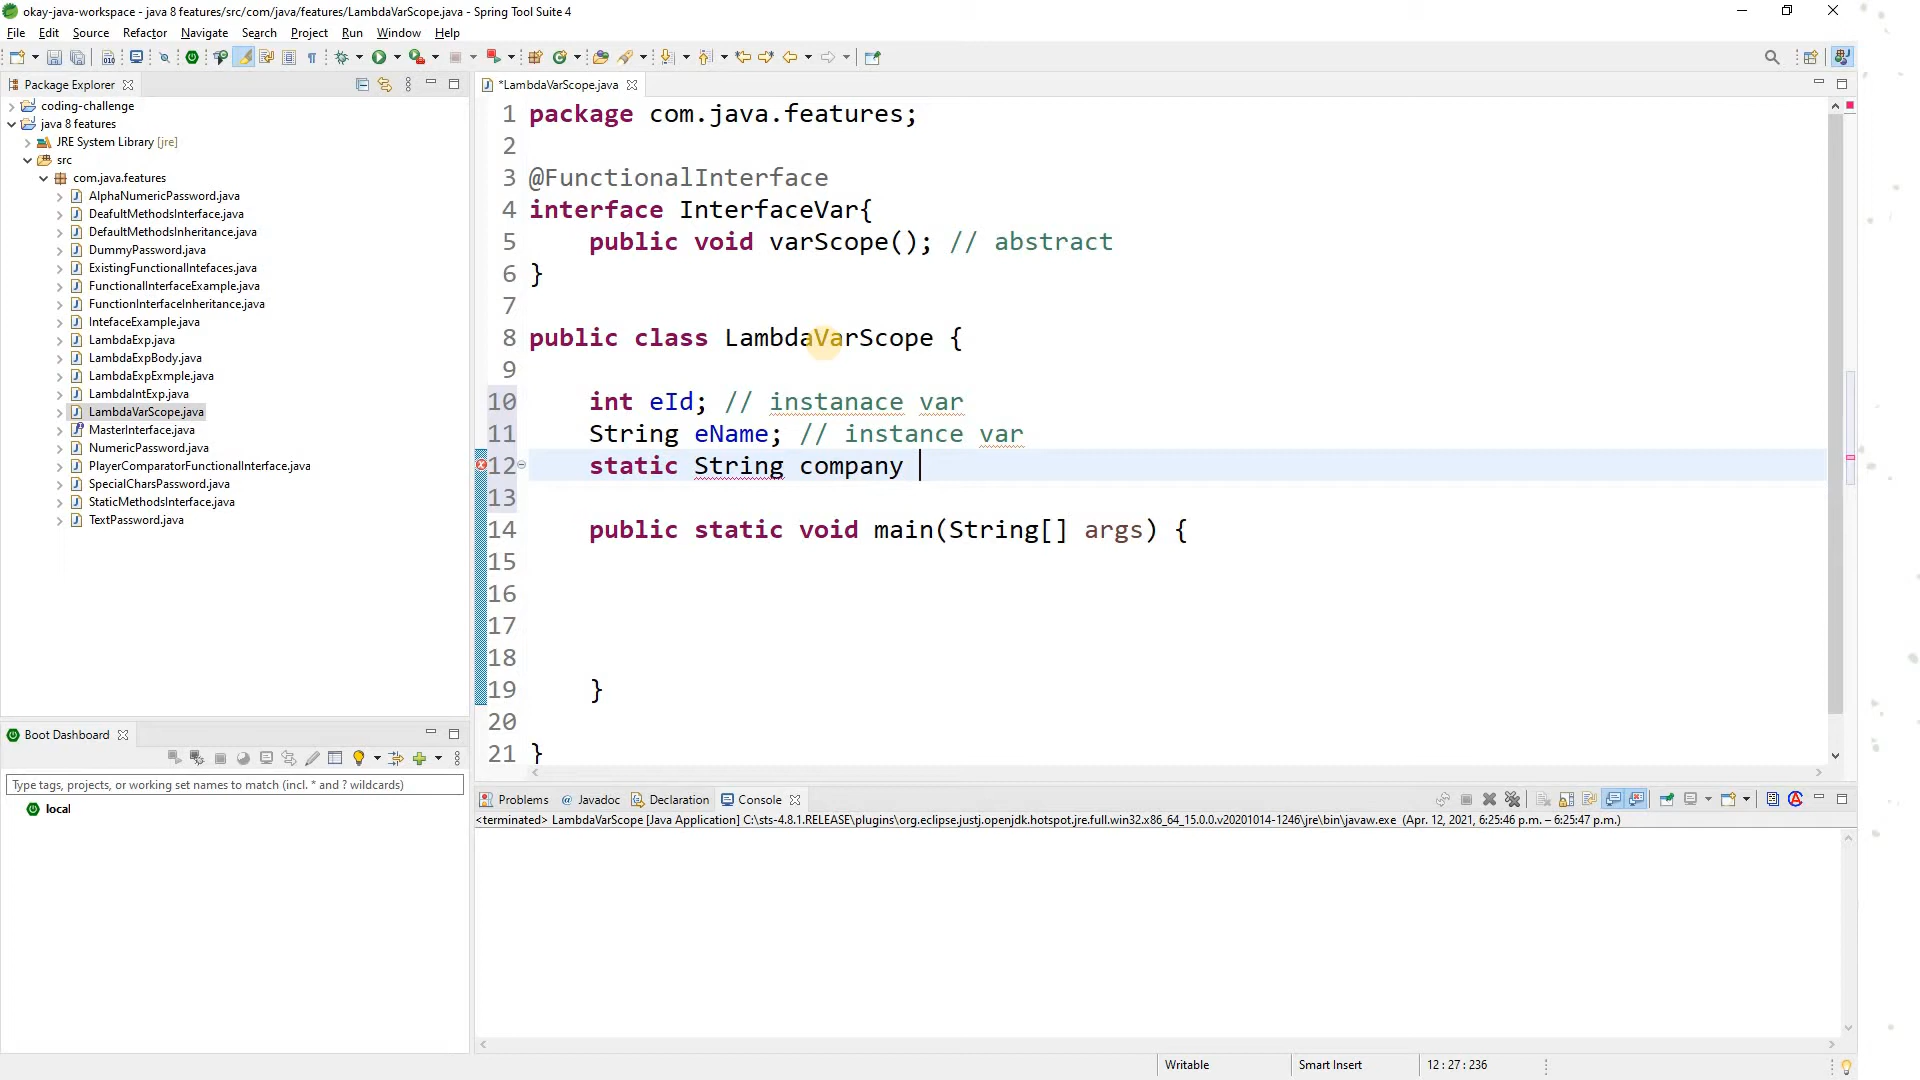 okay-java-workspace - java 8 features/src/com/java/features/LambdaVarScope.java - Spring Tool Suite 4
File Edit Source Refactor Navigate Search Project Run Window Help
Package Explorer
coding-challenge
java 8 features
JRE System Library [jre]
src
com.java.features
AlphaNumericPassword.java
DeafultMethodsInterface.java
DefaultMethodsInheritance.java
DummyPassword.java
ExistingFunctionalIntefaces.java
FunctionalInterfaceExample.java
FunctionInterfaceInheritance.java
IntefaceExample.java
LambdaExp.java
LambdaExpBody.java
LambdaExpExmple.java
LambdaIntExp.java
LambdaVarScope.java
MasterInterface.java
NumericPassword.java
PlayerComparatorFunctionalInterface.java
SpecialCharsPassword.java
StaticMethodsInterface.java
TextPassword.java
Boot Dashboard
Type tags, projects, or working set names to match (incl. * and ? wildcards)
local
*LambdaVarScope.java
1 package com.java.features;
2
3 @FunctionalInterface
4 interface InterfaceVar{
5 public void varScope(); // abstract
6 }
7
8 public class LambdaVarScope {
9
10 int eId; // instanace var
11 String eName; // instance var
12 static String company
13
14 public static void main(String[] args) {
15
16
17
18
19 }
20
21 }
Problems @ Javadoc Declaration Console
<terminated> LambdaVarScope [Java Application] C:\sts-4.8.1.RELEASE\plugins\org.eclipse.justj.openjdk.hotspot.jre.full.win32.x86_64_15.0.0.v20201014-1246\jre\bin\javaw.exe (Apr. 12, 2021, 6:25:46 p.m. – 6:25:47 p.m.)
Writable Smart Insert 12 : 27 : 236